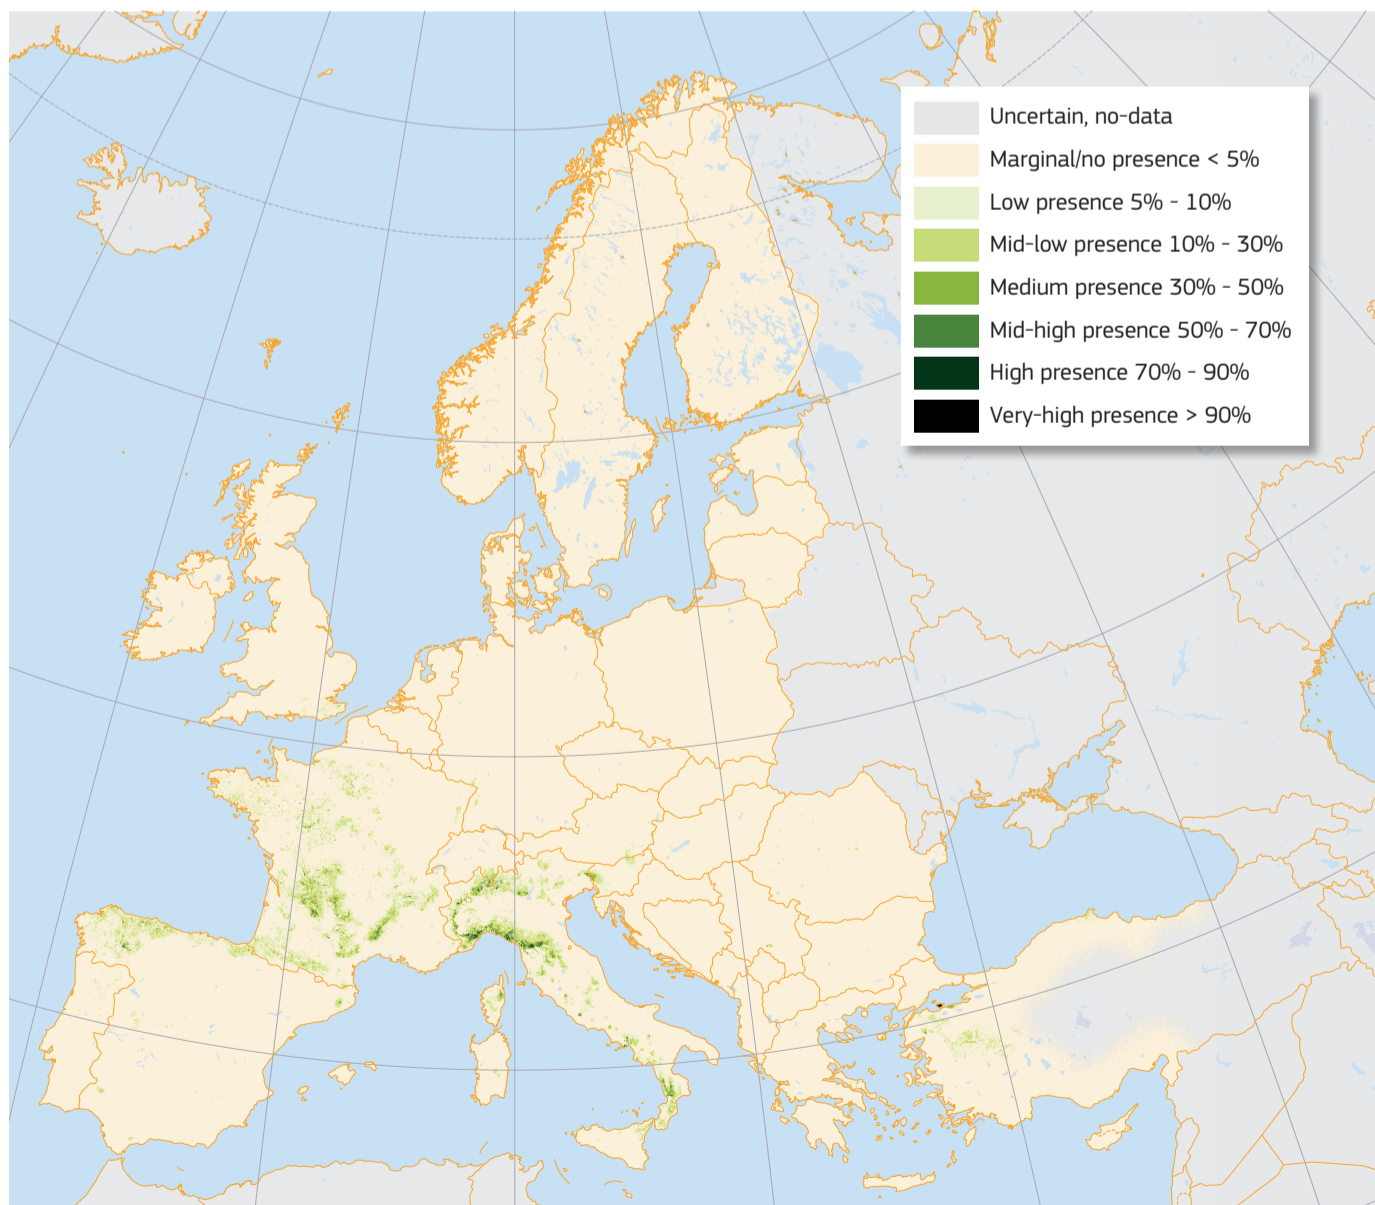 Uncertain, no-data
Marginal/no presence < 5%
Low presence 5% - 10%
Mid-low presence 10% - 30%
Medium presence 30% - 50%
Mid-high presence 50% - 70%
High presence 70% - 90%
Very-high presence > 90%